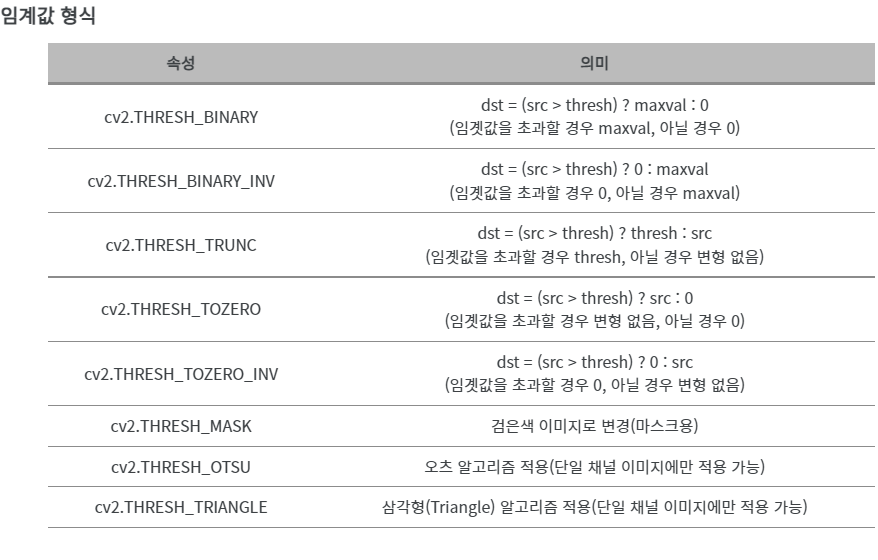 임계값 형식
속성 의미
cv2.THRESH_BINARY dst = (src > thresh) ? maxval : 0
(임곗값을 초과할 경우 maxval, 아닐 경우 0)
cv2.THRESH_BINARY_INV dst = (src > thresh) ? 0 : maxval
(임곗값을 초과할 경우 0, 아닐 경우 maxval)
cv2.THRESH_TRUNC dst = (src > thresh) ? thresh : src
(임곗값을 초과할 경우 thresh, 아닐 경우 변형 없음)
cv2.THRESH_TOZERO dst = (src > thresh) ? src : 0
(임곗값을 초과할 경우 변형 없음, 아닐 경우 0)
cv2.THRESH_TOZERO_INV dst = (src > thresh) ? 0 : src
(임곗값을 초과할 경우 0, 아닐 경우 변형 없음)
cv2.THRESH_MASK 검은색 이미지로 변경(마스크용)
cv2.THRESH_OTSU 오츠 알고리즘 적용(단일 채널 이미지에만 적용 가능)
cv2.THRESH_TRIANGLE 삼각형(Triangle) 알고리즘 적용(단일 채널 이미지에만 적용 가능)